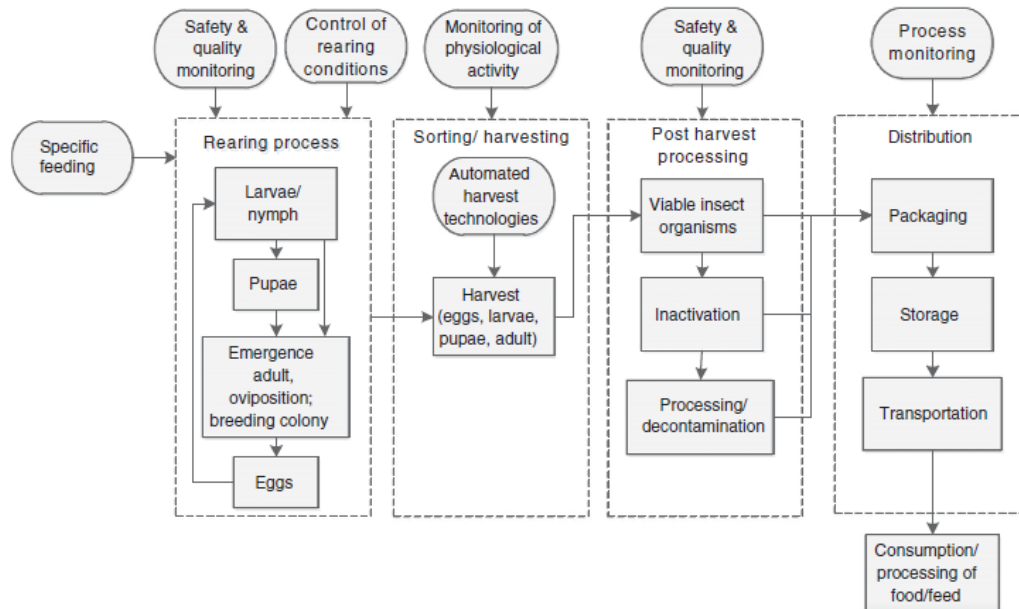 Safety &
quality
monitoring
Control of
rearing
conditions
Monitoring of
physiological
activity
Safety &
quality
monitoring
Process
monitoring
Specific
feeding
Rearing process
Larvae/
nymph
Pupae
Emergence
adult,
oviposition;
breeding colony
Eggs
Sorting/ harvesting
Automated
harvest
technologies
Harvest
(eggs, larvae,
pupae, adult)
Post harvest
processing
Viable insect
organisms
Inactivation
Processing/
decontamination
Distribution
Packaging
Storage
Transportation
Consumption/
processing of
food/feed